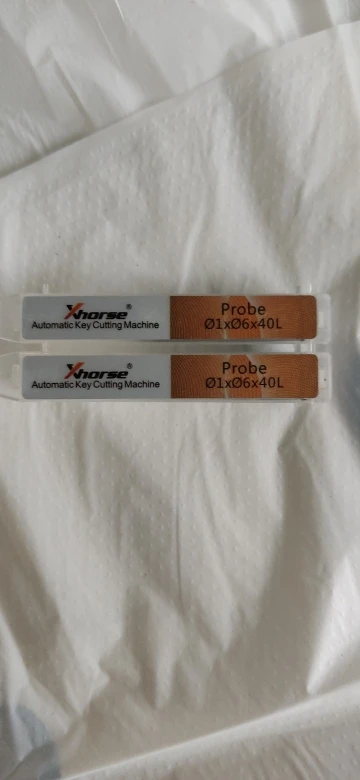 Xhorse®
Automatic Key Cutting Machine
Probe
Ø1xØ6x40L
Xhorse®
Automatic Key Cutting Machine
Probe
Ø1xØ6x40L